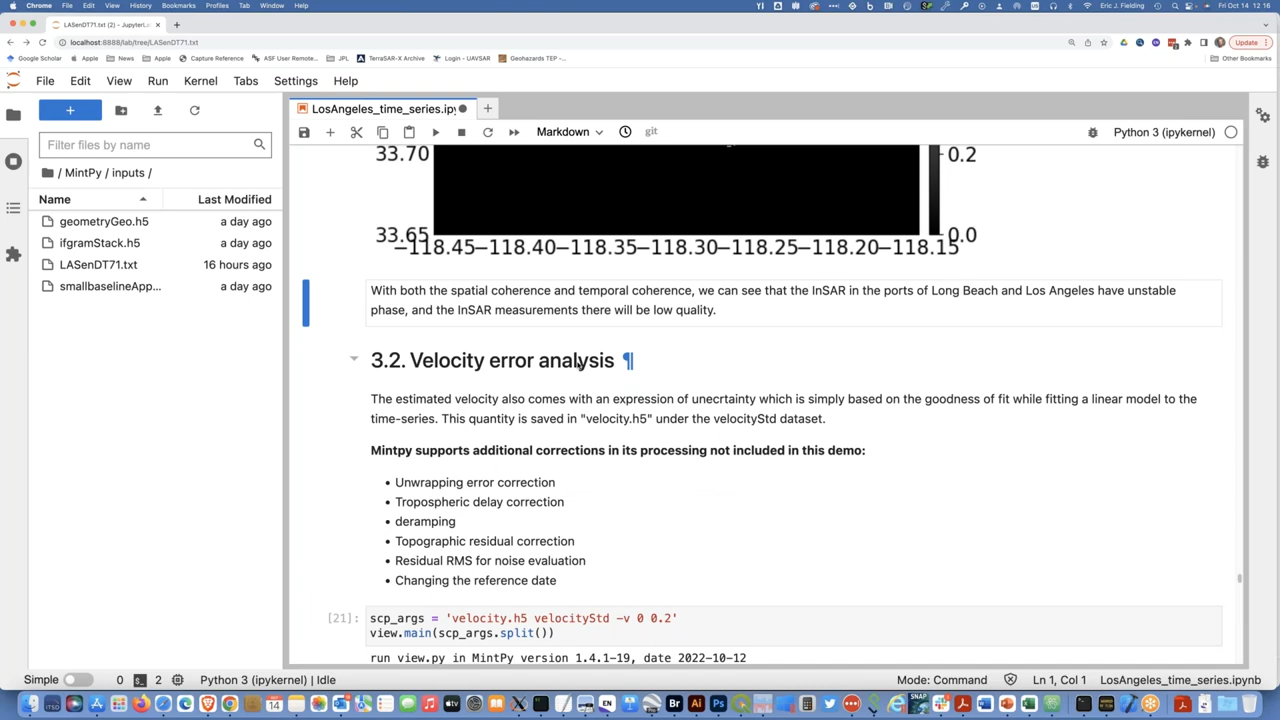 Chrome File Edit View History Bookmarks Profiles Tab Window Help Eric J. Fielding Fri Oct 14 12:16
LASenDT71.txt (2) - JupyterL
localhost:8888/lab/tree/LASenDT71.txt Update
Google Scholar Apple News Apple Capture Reference ASF User Remote... JPL TerraSAR-X Archive Login - UAVSAR Geohazards TEP -... Other Bookmarks
File Edit View Run Kernel Tabs Settings Help
+ LosAngeles_time_series.ipy +
Markdown git Python 3 (ipykernel)
Filter files by name
/ MintPy / inputs /
Name Last Modified
geometryGeo.h5 a day ago
ifgramStack.h5 a day ago
LASenDT71.txt 16 hours ago
smallbaselineApp... a day ago
33.70 0.2
33.65 0.0
−118.45−118.40−118.35−118.30−118.25−118.20−118.15
With both the spatial coherence and temporal coherence, we can see that the InSAR in the ports of Long Beach and Los Angeles have unstable
phase, and the InSAR measurements there will be low quality.
3.2. Velocity error analysis ¶
The estimated velocity also comes with an expression of unecrtainty which is simply based on the goodness of fit while fitting a linear model to the
time-series. This quantity is saved in "velocity.h5" under the velocityStd dataset.
Mintpy supports additional corrections in its processing not included in this demo:
• Unwrapping error correction
• Tropospheric delay correction
• deramping
• Topographic residual correction
• Residual RMS for noise evaluation
• Changing the reference date
[21]: scp_args = 'velocity.h5 velocityStd -v 0 0.2'
view.main(scp_args.split())
run view.py in MintPy version 1.4.1-19, date 2022-10-12
Simple 0 2 Python 3 (ipykernel) | Idle Mode: Command Ln 1, Col 1 LosAngeles_time_series.ipynb